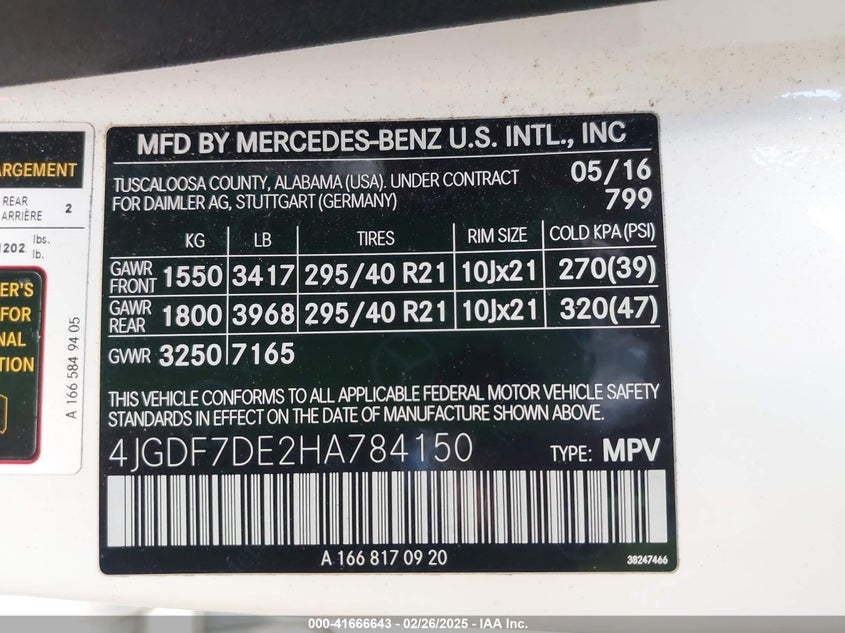 MFD BY MERCEDES-BENZ U.S. INTL., INC
TUSCALOOSA COUNTY, ALABAMA (USA). UNDER CONTRACT
FOR DAIMLER AG, STUTTGART (GERMANY)
05/16
799
KG LB TIRES RIM SIZE COLD KPA(PSI)
GAWR FRONT 1550 3417 295/40 R21 10Jx21 270(39)
GAWR REAR 1800 3968 295/40 R21 10Jx21 320(47)
GVWR 3250 7165
THIS VEHICLE CONFORMS TO ALL APPLICABLE FEDERAL MOTOR VEHICLE SAFETY
STANDARDS IN EFFECT ON THE DATE OF MANUFACTURE SHOWN ABOVE.
4JGDF7DE2HA784150 TYPE: MPV
A 166 817 09 20
38247466
REAR
ARRIÈRE 2
1202 lbs.
lb.
FOR
A 166 584 94 05
000-41666643 - 02/26/2025 - IAA Inc.